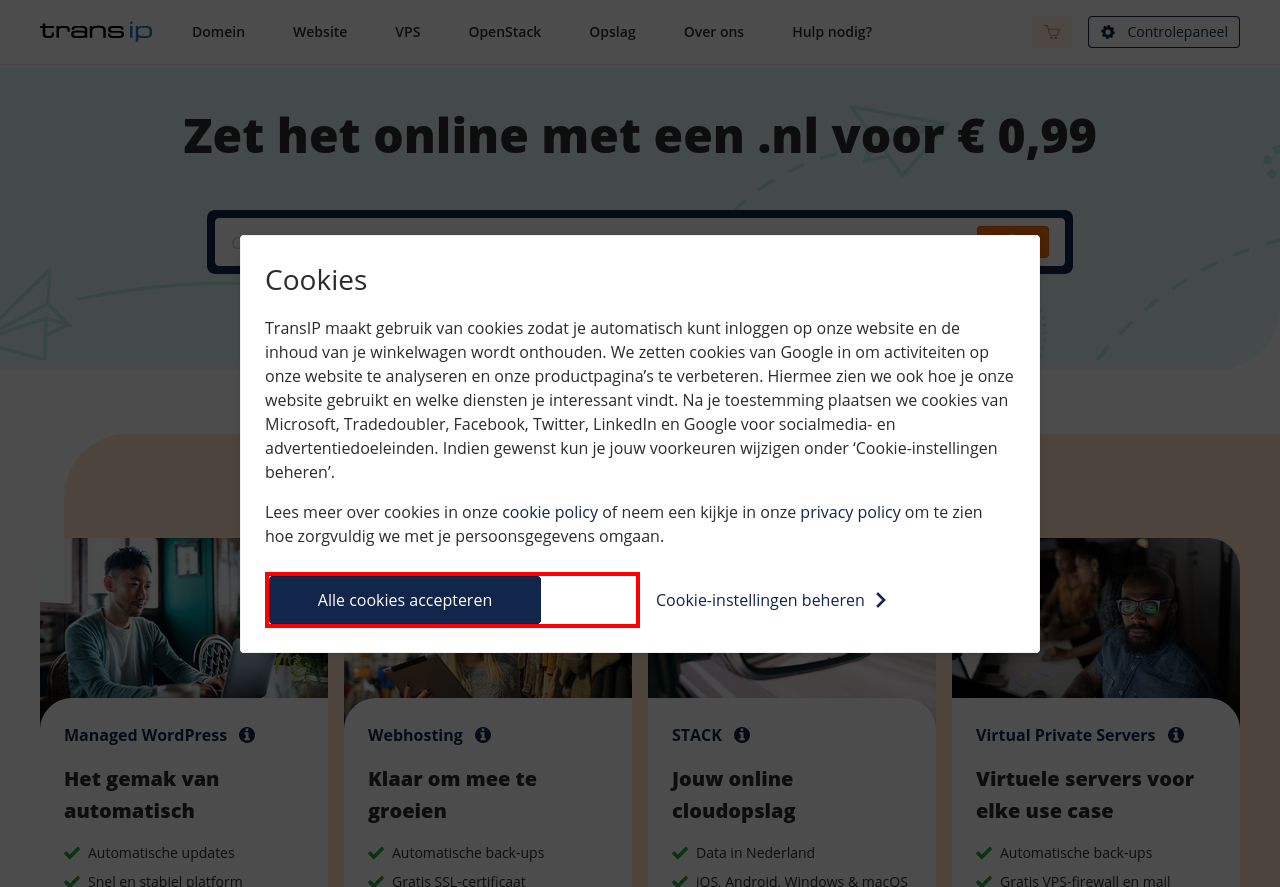 transip
Domein
Website
VPS
OpenStack
Opslag
Over ons
Hulp nodig?
Controlepaneel
Zet het online met een .nl voor € 0,99
Cookies
TransIP maakt gebruik van cookies zodat je automatisch kunt inloggen op onze website en de
inhoud van je winkelwagen wordt onthouden. We zetten cookies van Google in om activiteiten op
onze website te analyseren en onze productpagina’s te verbeteren. Hiermee zien we ook hoe je onze
website gebruikt en welke diensten je interessant vindt. Na je toestemming plaatsen we cookies van
Microsoft, Tradedoubler, Facebook, Twitter, LinkedIn en Google voor socialmedia- en
advertentiedoeleinden. Indien gewenst kun je jouw voorkeuren wijzigen onder ‘Cookie-instellingen
beheren’.
Lees meer over cookies in onze cookie policy of neem een kijkje in onze privacy policy om te zien
hoe zorgvuldig we met je persoonsgegevens omgaan.
Alle cookies accepteren
Cookie-instellingen beheren
Managed WordPress
Het gemak van
automatisch
Automatische updates
Snel en stabiel platform
Webhosting
Klaar om mee te
groeien
Automatische back-ups
Gratis SSL-certificaat
STACK
Jouw online
cloudopslag
Data in Nederland
iOS, Android, Windows & macOS
Virtual Private Servers
Virtuele servers voor
elke use case
Automatische back-ups
Gratis VPS-firewall en mail